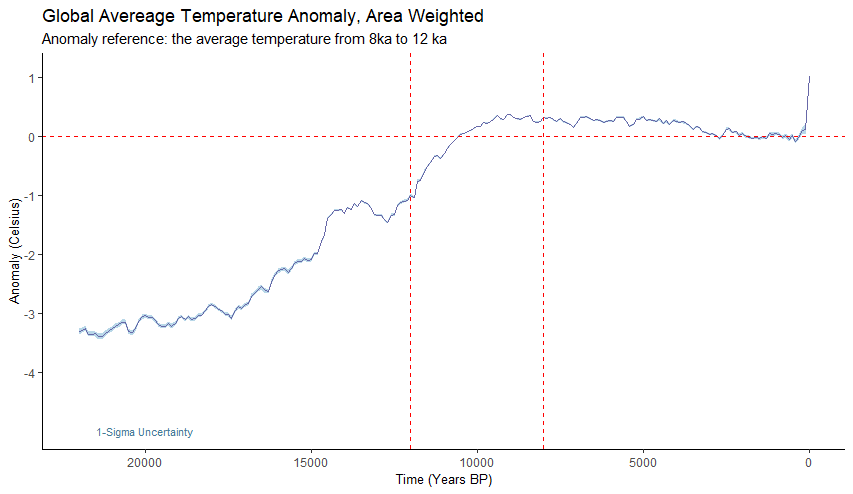 Global Avereage Temperature Anomaly, Area Weighted
Anomaly reference: the average temperature from 8ka to 12 ka
Anomaly (Celsius)
1
0
-1
-2
-3
-4
1-Sigma Uncertainty
20000
15000
10000
5000
0
Time (Years BP)